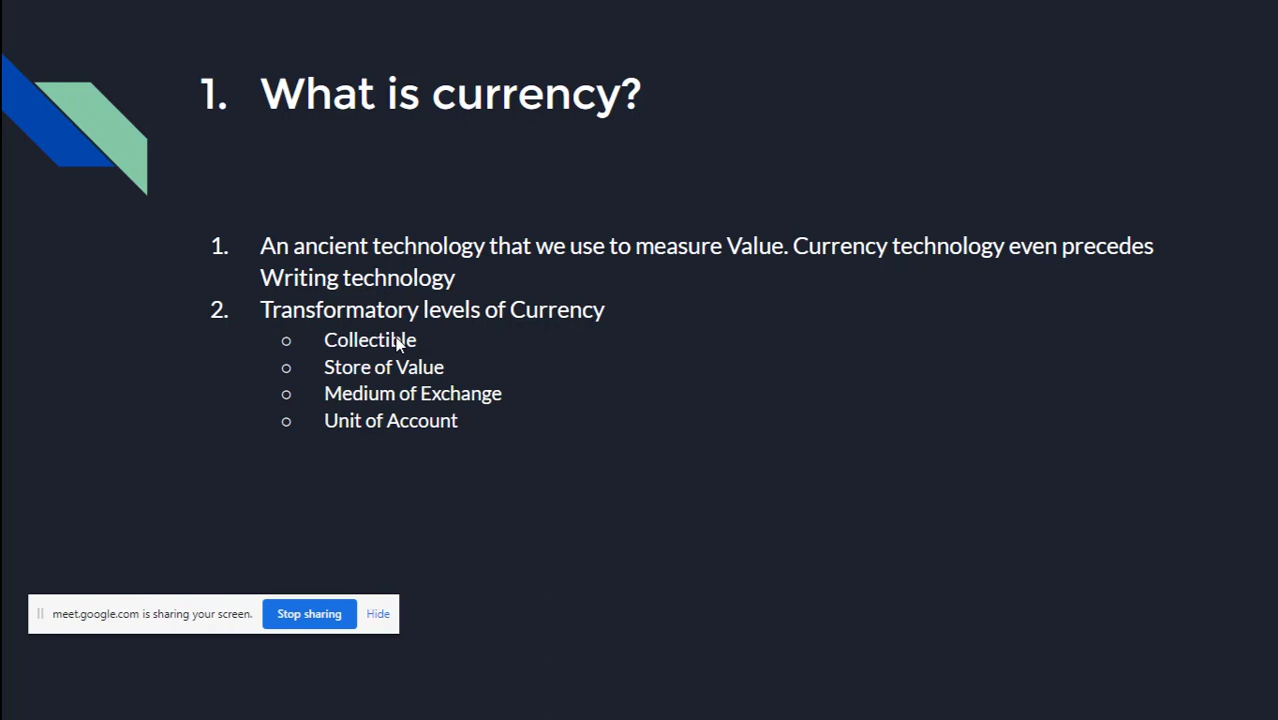 1. What is currency?
1. An ancient technology that we use to measure Value. Currency technology even precedes
Writing technology
2. Transformatory levels of Currency
○ Collectible
○ Store of Value
○ Medium of Exchange
○ Unit of Account
meet.google.com is sharing your screen. Stop sharing Hide